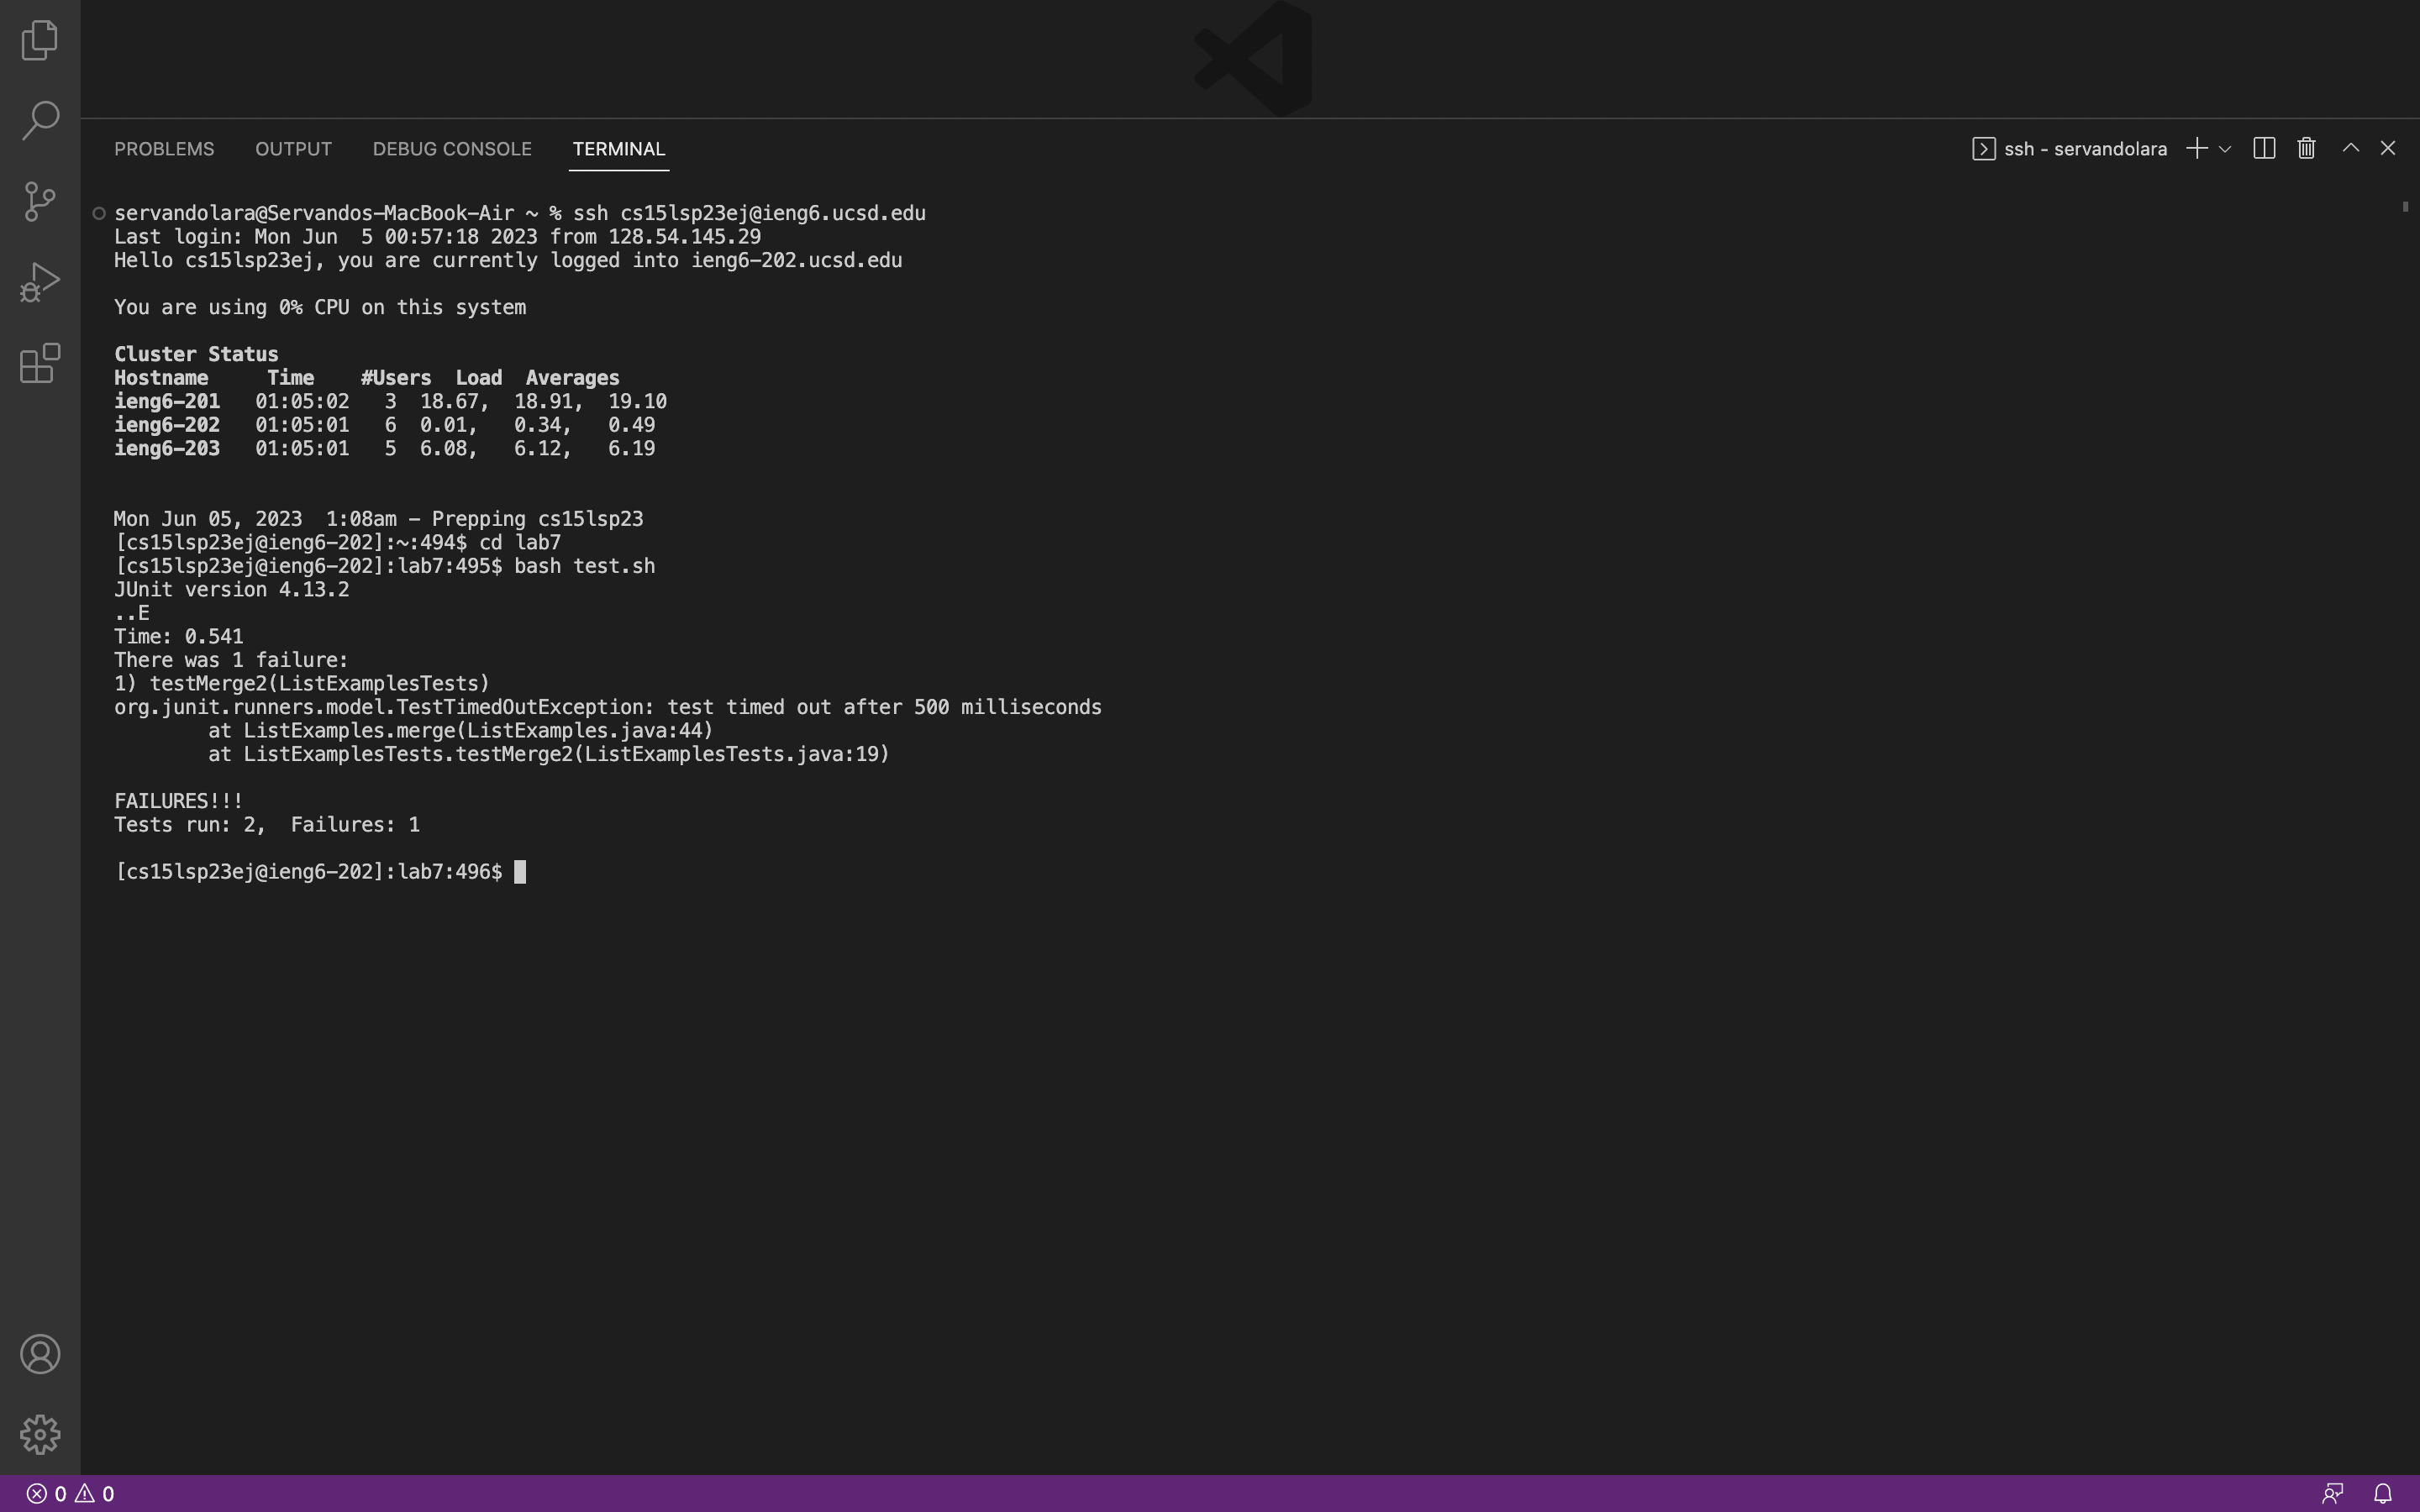 PROBLEMS OUTPUT DEBUG CONSOLE TERMINAL ssh - servandolara
servandolara@Servandos-MacBook-Air ~ % ssh cs15lsp23ej@ieng6.ucsd.edu
Last login: Mon Jun  5 00:57:18 2023 from 128.54.145.29
Hello cs15lsp23ej, you are currently logged into ieng6-202.ucsd.edu
You are using 0% CPU on this system
Cluster Status
Hostname     Time    #Users  Load  Averages
ieng6-201   01:05:02   3  18.67,  18.91,  19.10
ieng6-202   01:05:01   6  0.01,   0.34,   0.49
ieng6-203   01:05:01   5  6.08,   6.12,   6.19
Mon Jun 05, 2023  1:08am - Prepping cs15lsp23
[cs15lsp23ej@ieng6-202]:~:494$ cd lab7
[cs15lsp23ej@ieng6-202]:lab7:495$ bash test.sh
JUnit version 4.13.2
..E
Time: 0.541
There was 1 failure:
1) testMerge2(ListExamplesTests)
org.junit.runners.model.TestTimedOutException: test timed out after 500 milliseconds
        at ListExamples.merge(ListExamples.java:44)
        at ListExamplesTests.testMerge2(ListExamplesTests.java:19)
FAILURES!!!
Tests run: 2,  Failures: 1
[cs15lsp23ej@ieng6-202]:lab7:496$
0 0